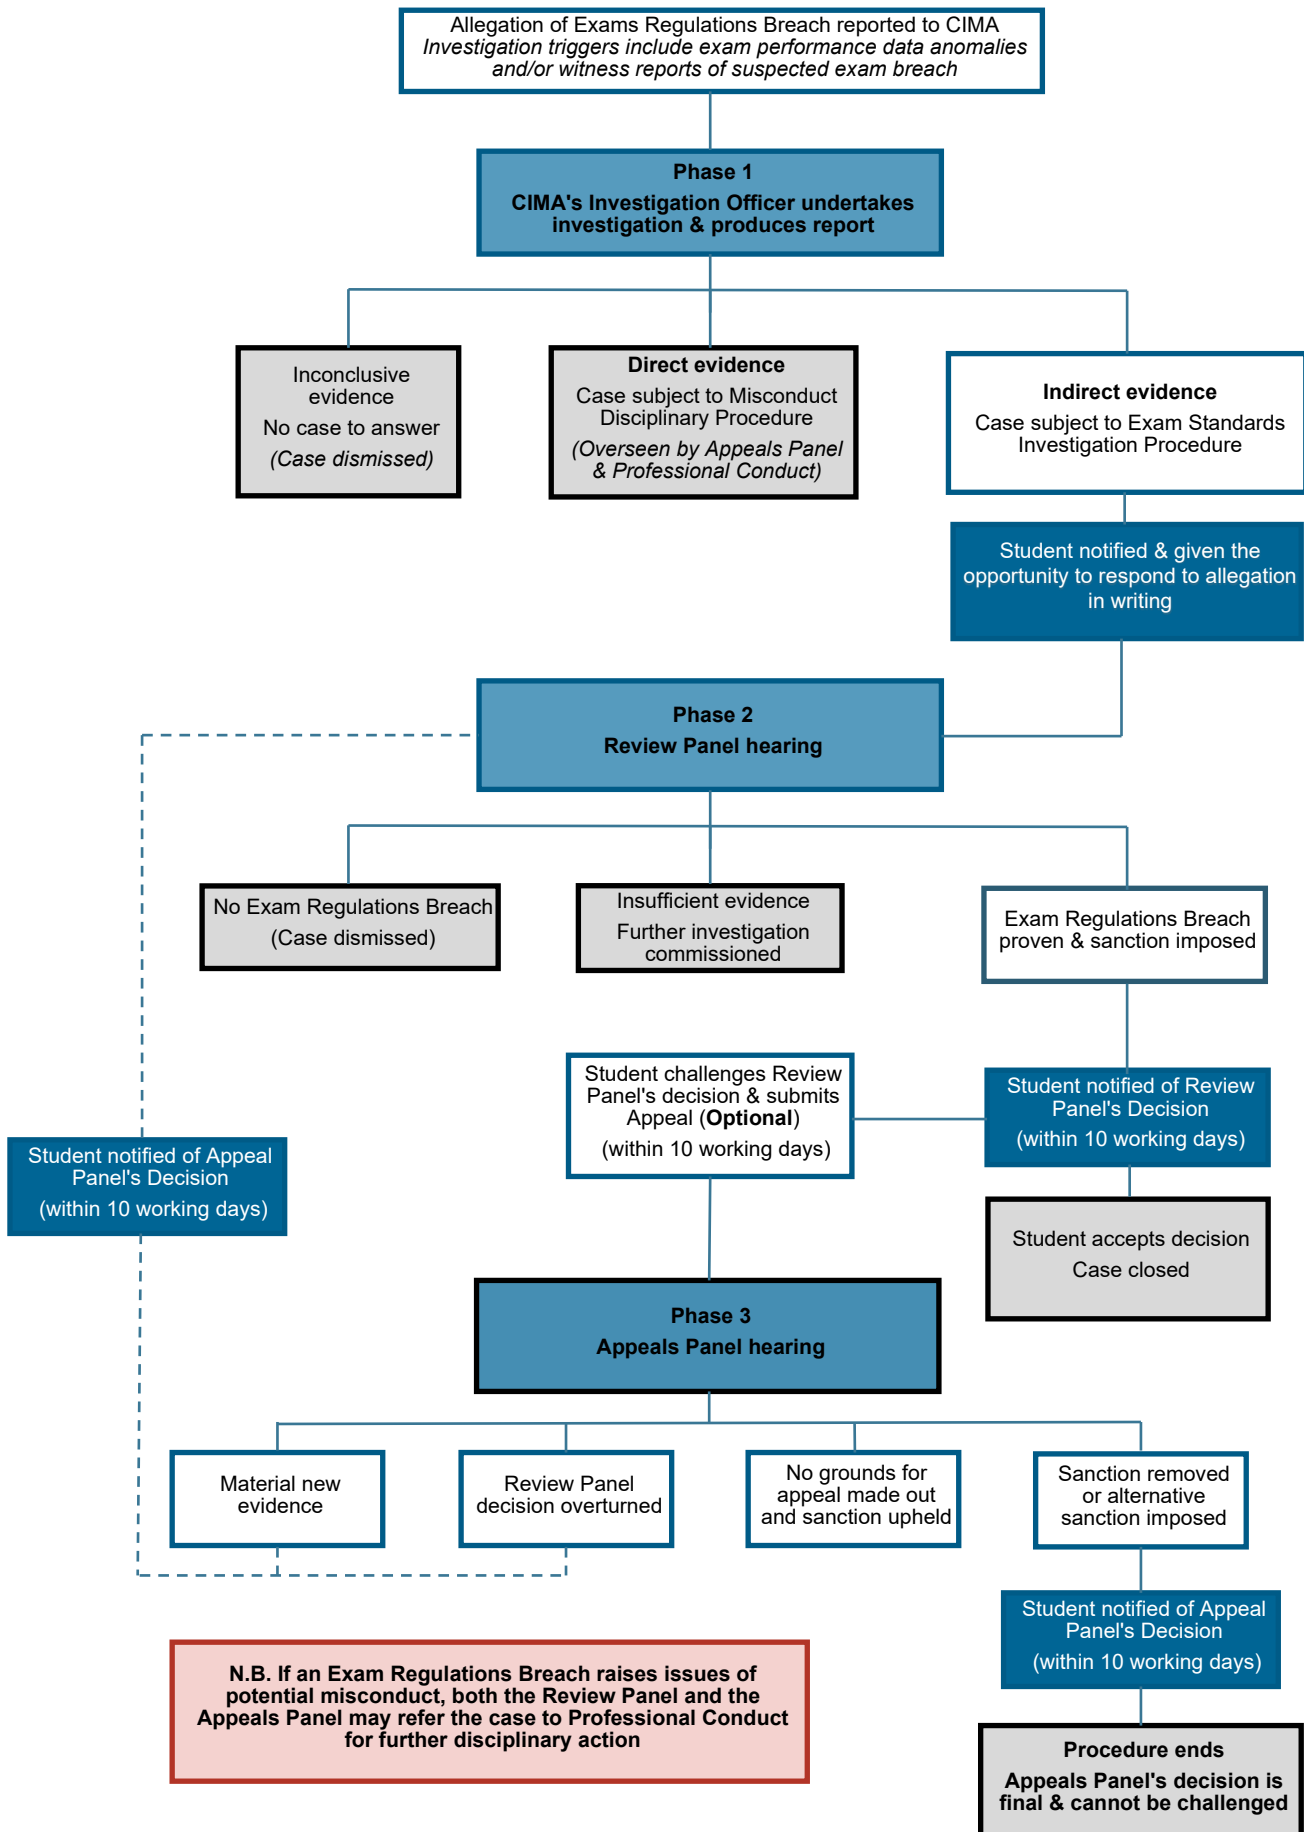 Allegation of Exams Regulations Breach reported to CIMA
Investigation triggers include exam performance data anomalies
and/or witness reports of suspected exam breach
Phase 1
CIMA's Investigation Officer undertakes
investigation & produces report
Inconclusive
evidence
No case to answer
(Case dismissed)
Direct evidence
Case subject to Misconduct
Disciplinary Procedure
(Overseen by Appeals Panel
& Professional Conduct)
Indirect evidence
Case subject to Exam Standards
Investigation Procedure
Student notified & given the
opportunity to respond to allegation
in writing
Phase 2
Review Panel hearing
No Exam Regulations Breach
(Case dismissed)
Insufficient evidence
Further investigation
commissioned
Exam Regulations Breach
proven & sanction imposed
Student challenges Review
Panel's decision & submits
Appeal (Optional)
(within 10 working days)
Student notified of Review
Panel's Decision
(within 10 working days)
Student notified of Appeal
Panel's Decision
(within 10 working days)
Student accepts decision
Case closed
Phase 3
Appeals Panel hearing
Material new
evidence
Review Panel
decision overturned
No grounds for
appeal made out
and sanction upheld
Sanction removed
or alternative
sanction imposed
Student notified of Appeal
Panel's Decision
(within 10 working days)
N.B. If an Exam Regulations Breach raises issues of
potential misconduct, both the Review Panel and the
Appeals Panel may refer the case to Professional Conduct
for further disciplinary action
Procedure ends
Appeals Panel's decision is
final & cannot be challenged